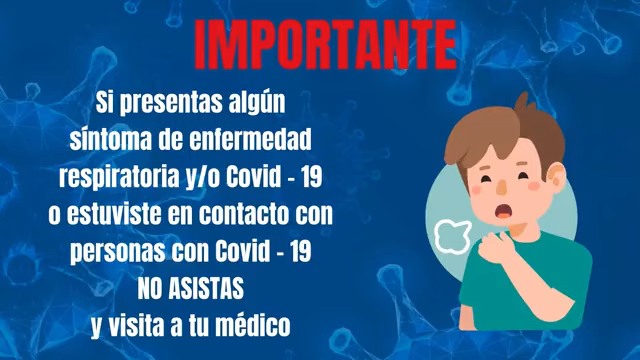 IMPORTANTE
Si presentas algún
síntoma de enfermedad
respiratoria y/o Covid - 19
o estuviste en contacto con
personas con Covid - 19
NO ASISTAS
y visita a tu médico